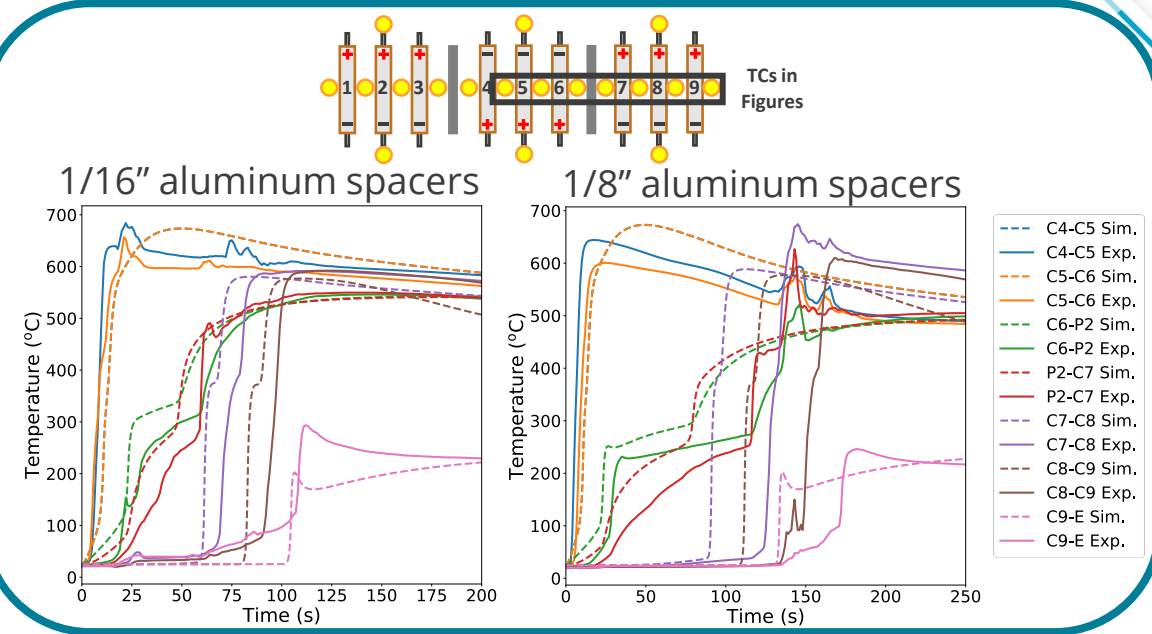 + + + − − − + + +
1 2 3 4 5 6 7 8 9
− − − + + + − − −
TCs in
Figures
1/16” aluminum spacers
700
600
500
400
300
200
100
0
Temperature (°C)
0 25 50 75 100 125 150 175 200
Time (s)
1/8” aluminum spacers
700
600
500
400
300
200
100
0
Temperature (°C)
0 50 100 150 200 250
Time (s)
C4-C5 Sim.
C4-C5 Exp.
C5-C6 Sim.
C5-C6 Exp.
C6-P2 Sim.
C6-P2 Exp.
P2-C7 Sim.
P2-C7 Exp.
C7-C8 Sim.
C7-C8 Exp.
C8-C9 Sim.
C8-C9 Exp.
C9-E Sim.
C9-E Exp.